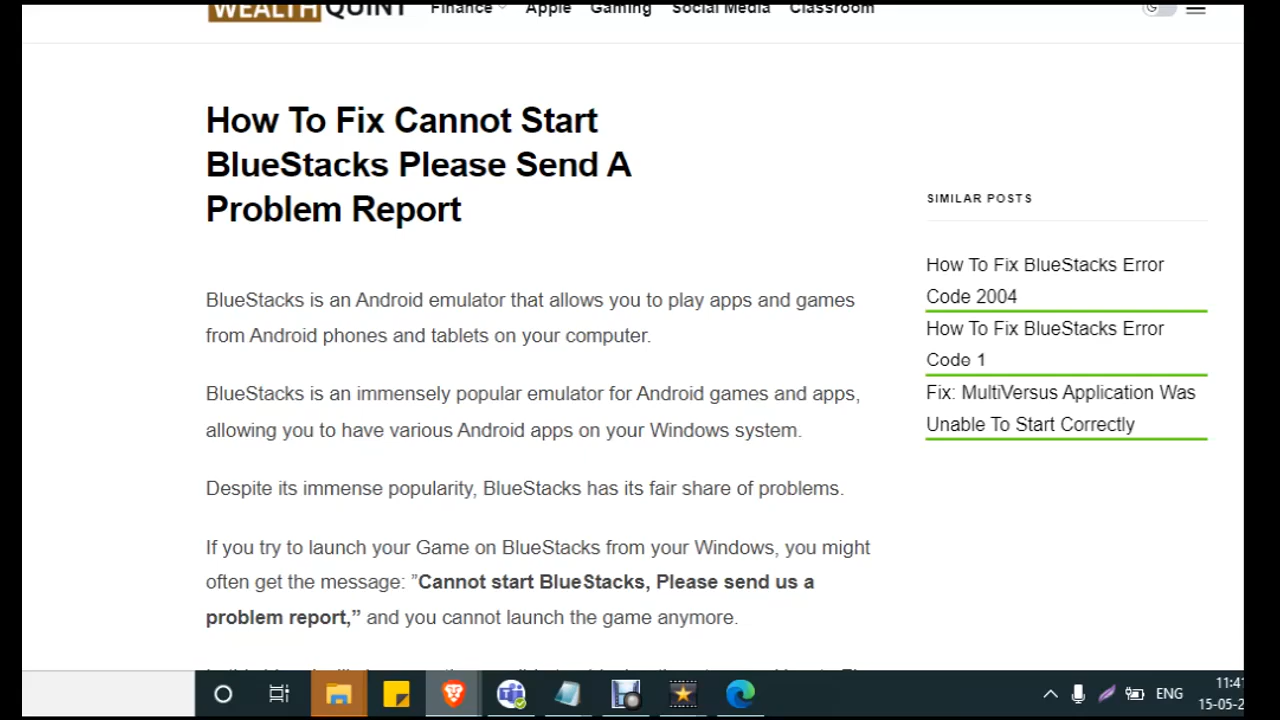 WEALTH QUINT Finance Apple Gaming Social Media Classroom
How To Fix Cannot Start
BlueStacks Please Send A
Problem Report
BlueStacks is an Android emulator that allows you to play apps and games
from Android phones and tablets on your computer.
BlueStacks is an immensely popular emulator for Android games and apps,
allowing you to have various Android apps on your Windows system.
Despite its immense popularity, BlueStacks has its fair share of problems.
If you try to launch your Game on BlueStacks from your Windows, you might
often get the message: ”Cannot start BlueStacks, Please send us a
problem report,” and you cannot launch the game anymore.
SIMILAR POSTS
How To Fix BlueStacks Error
Code 2004
How To Fix BlueStacks Error
Code 1
Fix: MultiVersus Application Was
Unable To Start Correctly
ENG
11:41
15-05-2